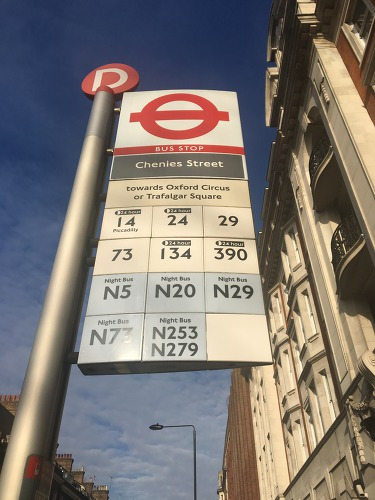 D
BUS STOP
Chenies Street
towards Oxford Circus
or Trafalgar Square
24 hour 24 hour
14 24 29
Piccadilly
24 hour 24 hour
73 134 390
Night Bus Night Bus Night Bus
N5 N20 N29
Night Bus Night Bus
N73 N253
N279